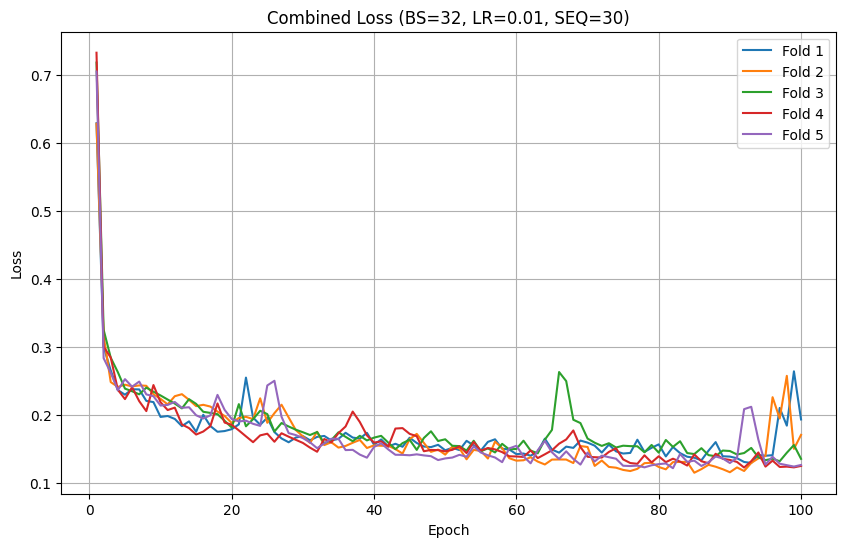 Combined Loss (BS=32, LR=0.01, SEQ=30)
Fold 1
Fold 2
Fold 3
Fold 4
Fold 5
Loss
0.7
0.6
0.5
0.4
0.3
0.2
0.1
0
20
40
60
80
100
Epoch